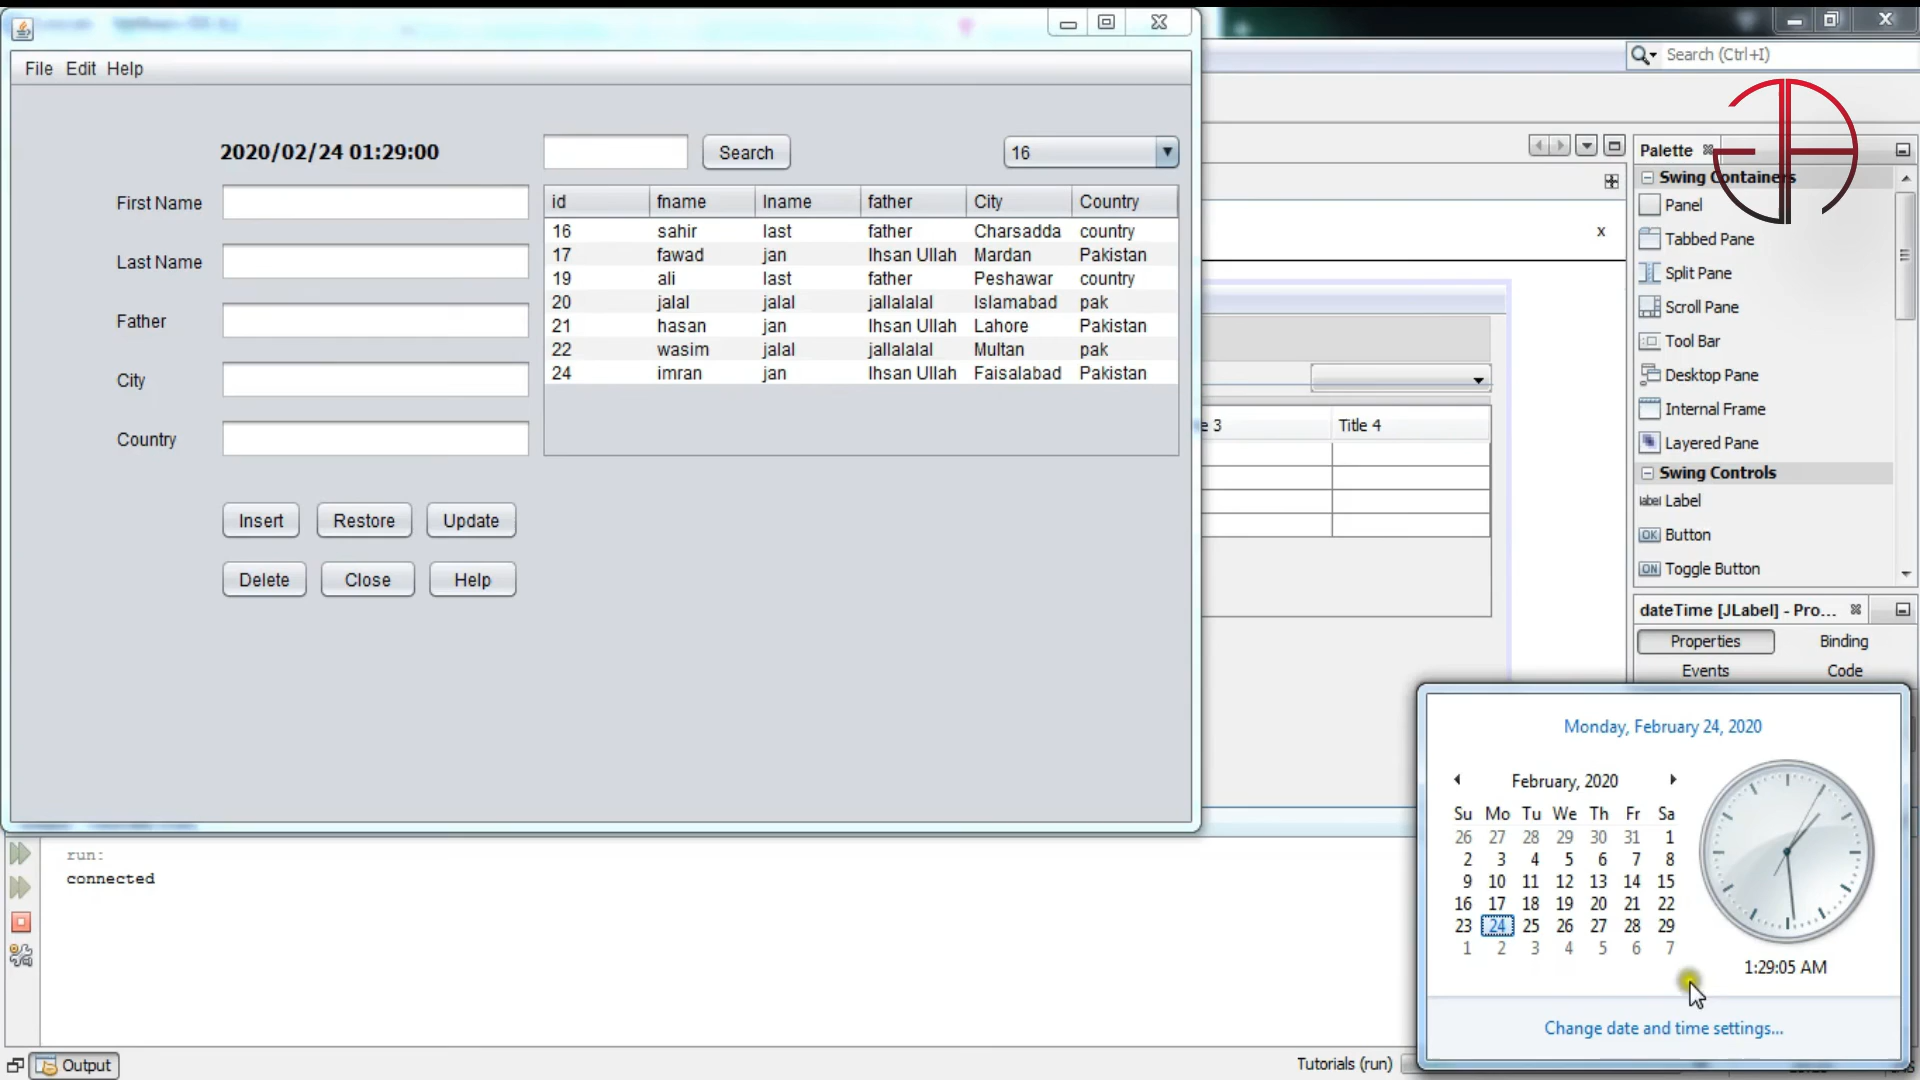 File Edit Help
Search (Ctrl+I)
2020/02/24 01:29:00
Search
16
First Name
Last Name
Father
City
Country
id fname lname father City Country
16 sahir last father Charsadda country
17 fawad jan Ihsan Ullah Mardan Pakistan
19 ali last father Peshawar country
20 jalal jalal jallalalal Islamabad pak
21 hasan jan Ihsan Ullah Lahore Pakistan
22 wasim jalal jallalalal Multan pak
24 imran jan Ihsan Ullah Faisalabad Pakistan
Insert Restore Update
Delete Close Help
x
e 3 Title 4
Palette
Swing Containers
Panel
Tabbed Pane
Split Pane
Scroll Pane
Tool Bar
Desktop Pane
Internal Frame
Layered Pane
Swing Controls
label Label
OK Button
ON Toggle Button
dateTime [JLabel] - Pro...
Properties Binding
Events Code
Monday, February 24, 2020
February, 2020
Su Mo Tu We Th Fr Sa
26 27 28 29 30 31 1
2 3 4 5 6 7 8
9 10 11 12 13 14 15
16 17 18 19 20 21 22
23 24 25 26 27 28 29
1 2 3 4 5 6 7
1:29:05 AM
Change date and time settings...
run:
connected
Output
Tutorials (run)